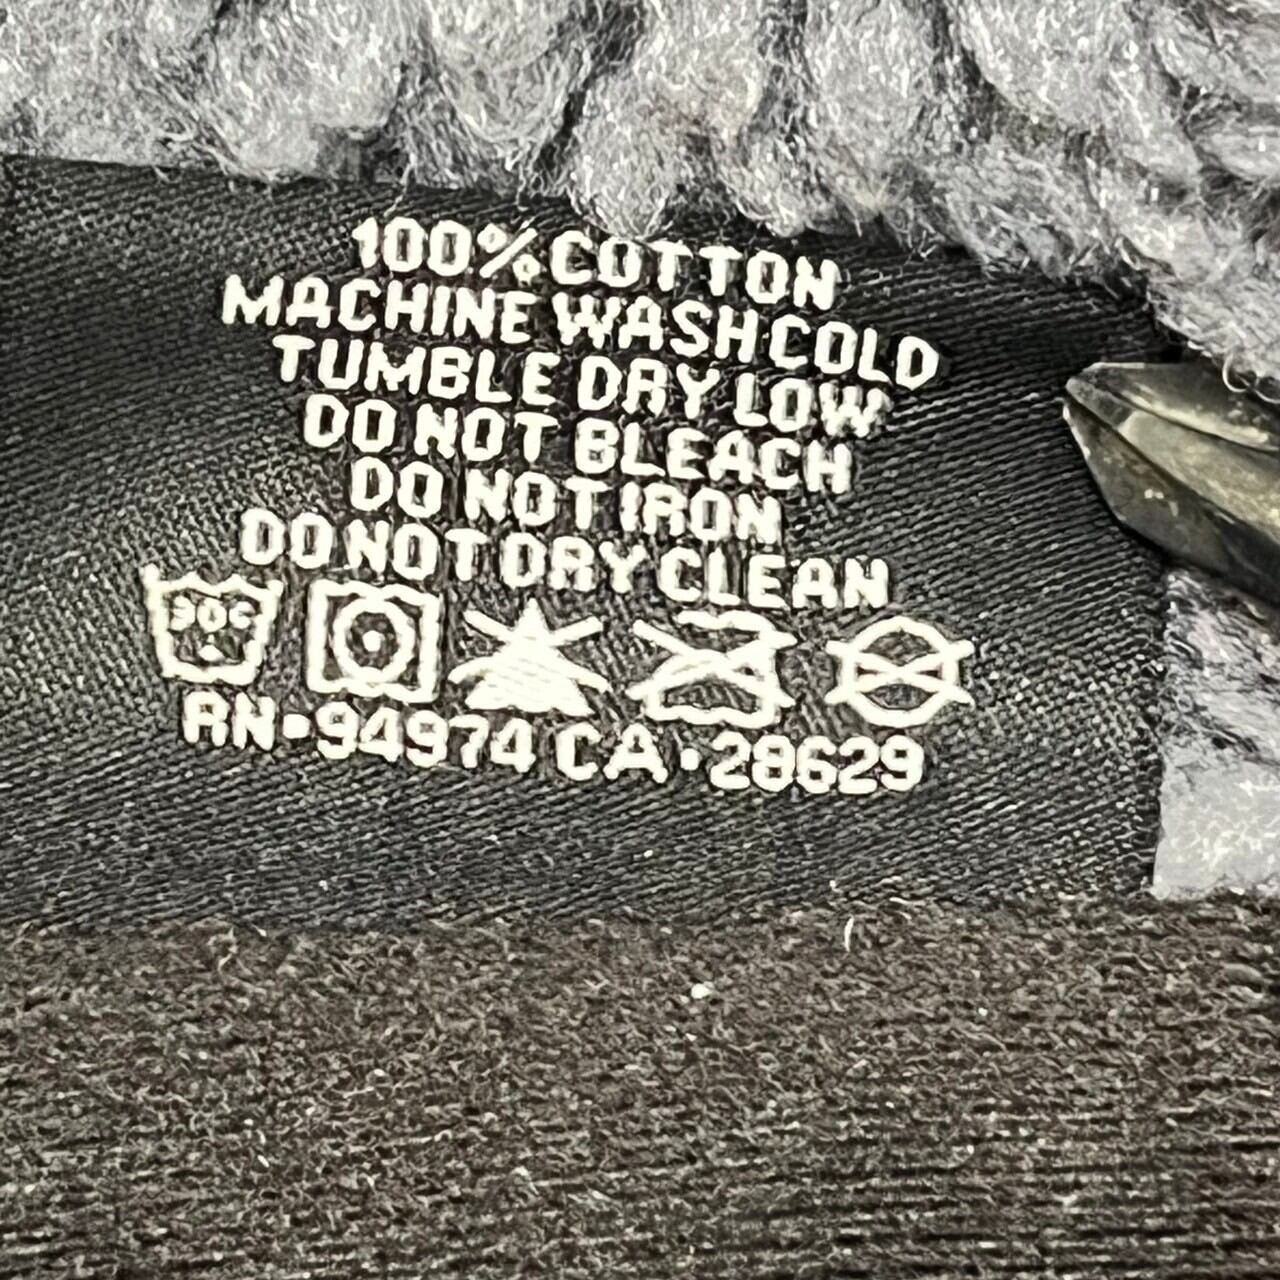 100% COTTON
MACHINE WASH COLD
TUMBLE DRY LOW
DO NOT BLEACH
DO NOT IRON
DO NOT DRY CLEAN
30C
RN•94974 CA•28629